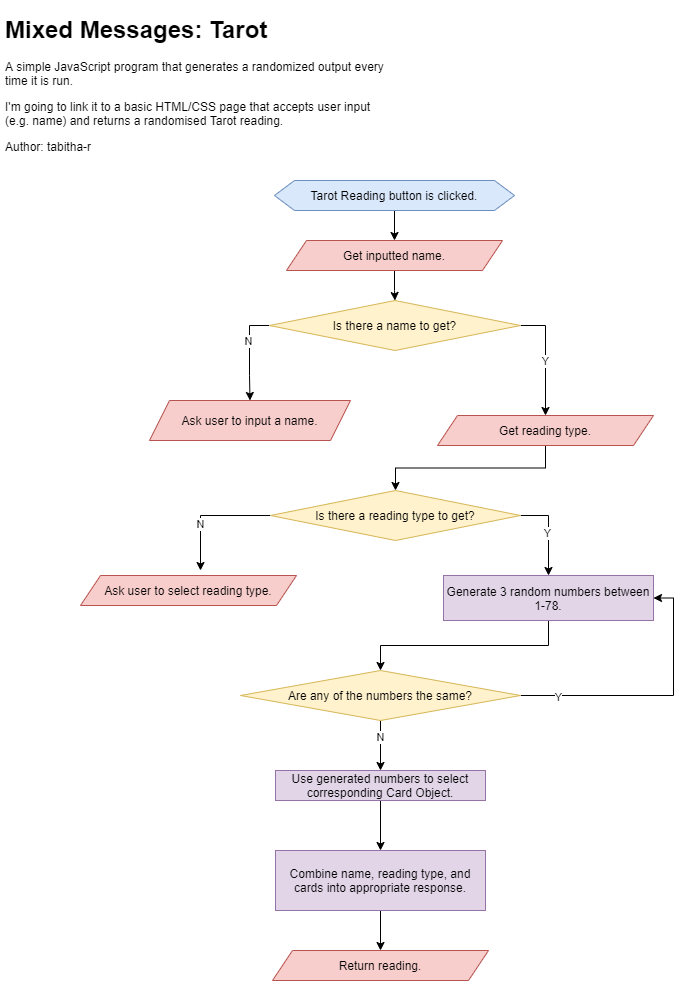 Mixed Messages: Tarot
A simple JavaScript program that generates a randomized output every
time it is run.
I'm going to link it to a basic HTML/CSS page that accepts user input
(e.g. name) and returns a randomised Tarot reading.
Author: tabitha-r
Tarot Reading button is clicked.
Get inputted name.
Is there a name to get?
N
Y
Ask user to input a name.
Get reading type.
Is there a reading type to get?
N
Y
Ask user to select reading type.
Generate 3 random numbers between
1-78.
Are any of the numbers the same?
Y
N
Use generated numbers to select
corresponding Card Object.
Combine name, reading type, and
cards into appropriate response.
Return reading.